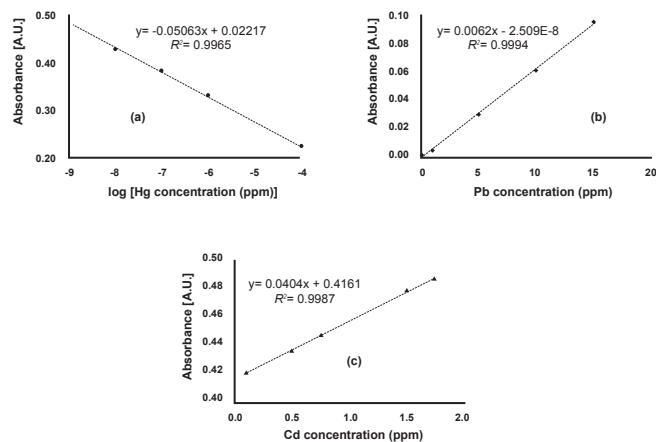 0.50
y= -0.05063x + 0.02217
R²= 0.9965
0.40
0.30
(a)
0.20
-9 -8 -7 -6 -5 -4
log [Hg concentration (ppm)]
Absorbance [A.U.]
0.10
y= 0.0062x - 2.509E-8
R²= 0.9994
0.08
0.06
0.04
(b)
0.02
0.00
0 5 10 15 20
Pb concentration (ppm)
Absorbance [A.U.]
0.50
y= 0.0404x + 0.4161
R²= 0.9987
0.48
0.46
0.44
0.42
(c)
0.40
0.0 0.5 1.0 1.5 2.0
Cd concentration (ppm)
Absorbance [A.U.]